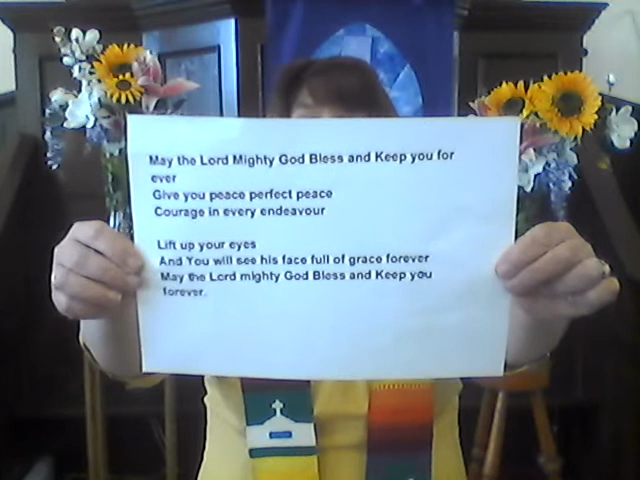 May the Lord Mighty God Bless and Keep you for
ever
Give you peace perfect peace
Courage in every endeavour
Lift up your eyes
And You will see his face full of grace forever
May the Lord mighty God Bless and Keep you
forever.